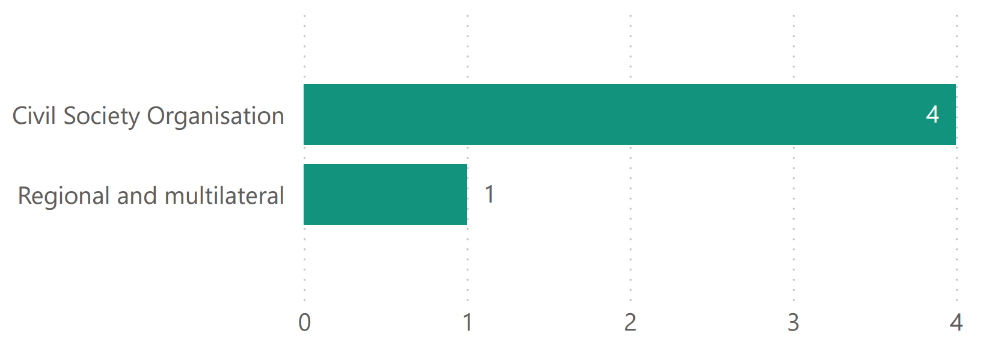 Civil Society Organisation 4
Regional and multilateral 1
0 1 2 3 4